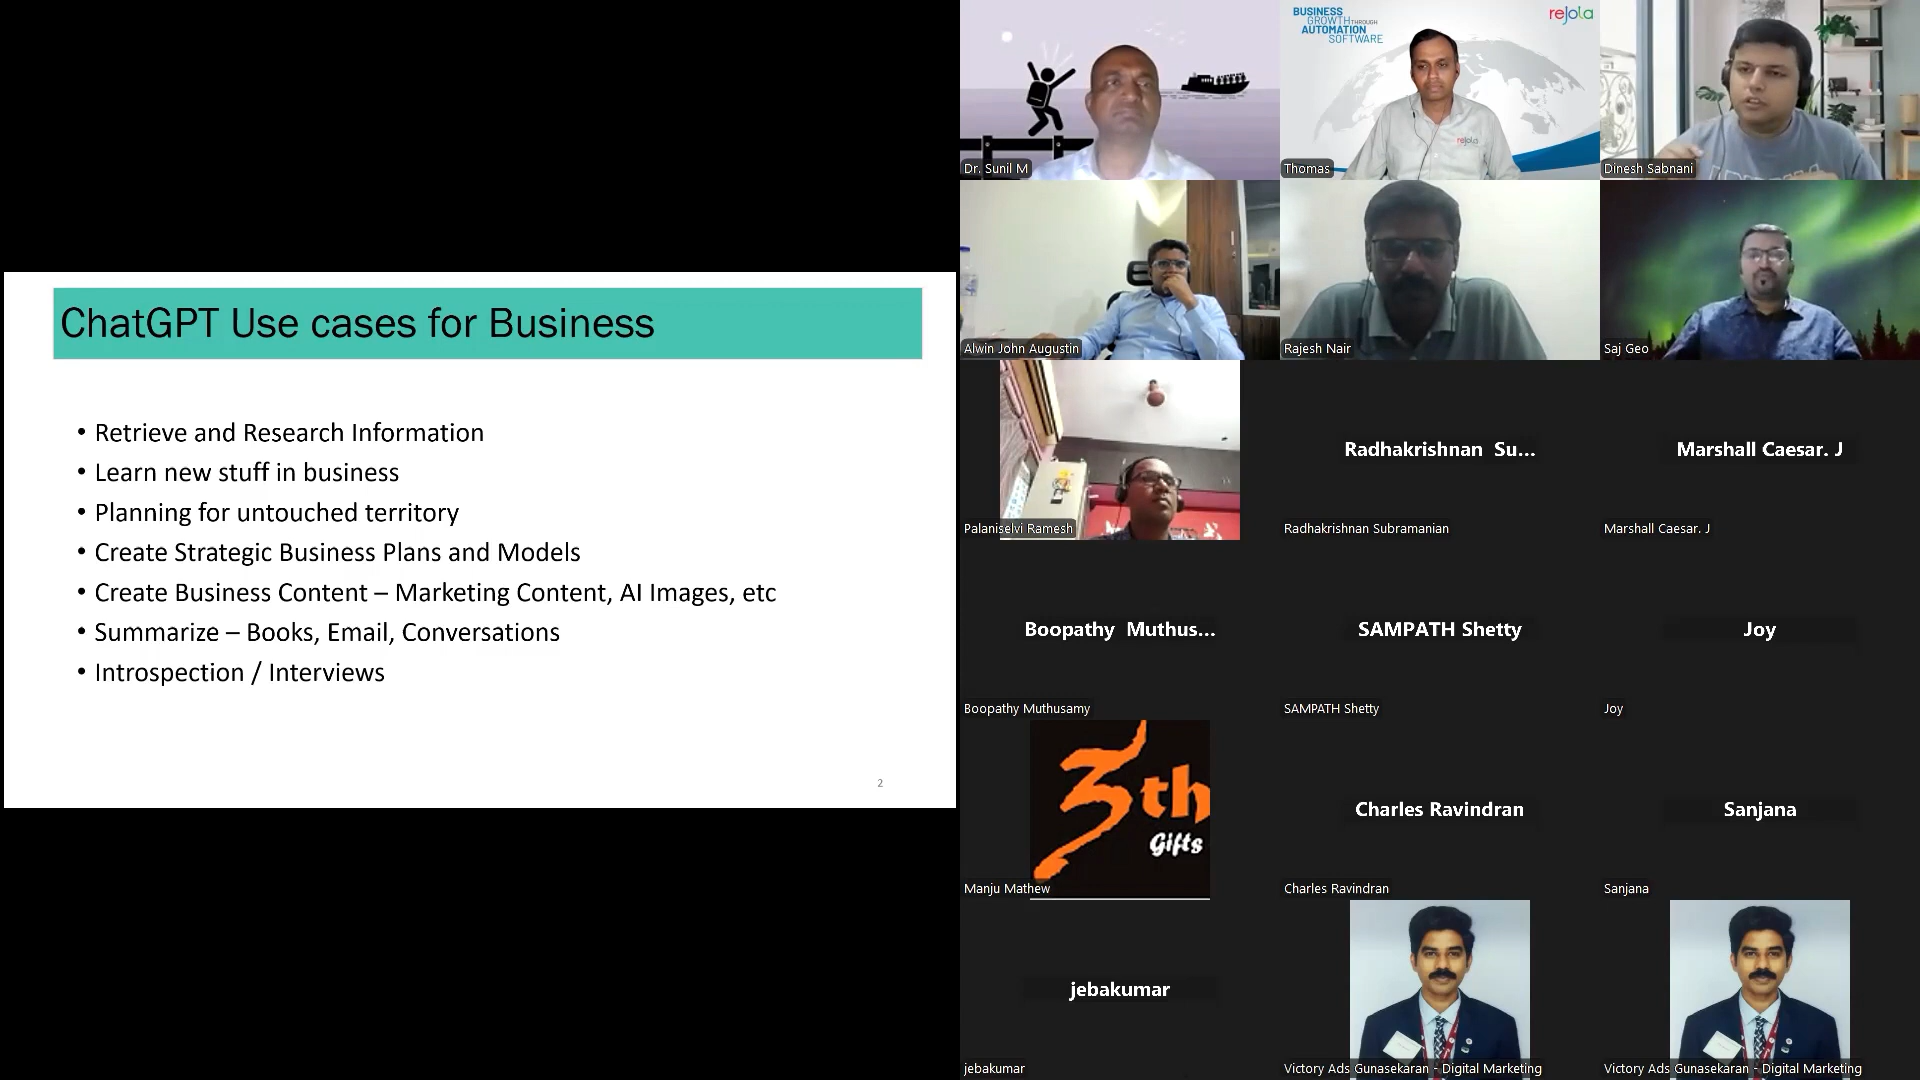 ChatGPT Use cases for Business
• Retrieve and Research Information
• Learn new stuff in business
• Planning for untouched territory
• Create Strategic Business Plans and Models
• Create Business Content – Marketing Content, AI Images, etc
• Summarize – Books, Email, Conversations
• Introspection / Interviews
2
Dr. Sunil M
BUSINESS
GROWTH THROUGH
AUTOMATION
SOFTWARE
rejola
rejola
Thomas
Dinesh Sabnani
Alwin John Augustin
Rajesh Nair
Saj Geo
Palaniselvi Ramesh
Radhakrishnan Su...
Radhakrishnan Subramanian
Marshall Caesar. J
Marshall Caesar. J
Boopathy Muthus...
Boopathy Muthusamy
SAMPATH Shetty
SAMPATH Shetty
Joy
Joy
3th
Gifts
Manju Mathew
Charles Ravindran
Charles Ravindran
Sanjana
Sanjana
jebakumar
jebakumar
Victory Ads Gunasekaran - Digital Marketing
Victory Ads Gunasekaran - Digital Marketing